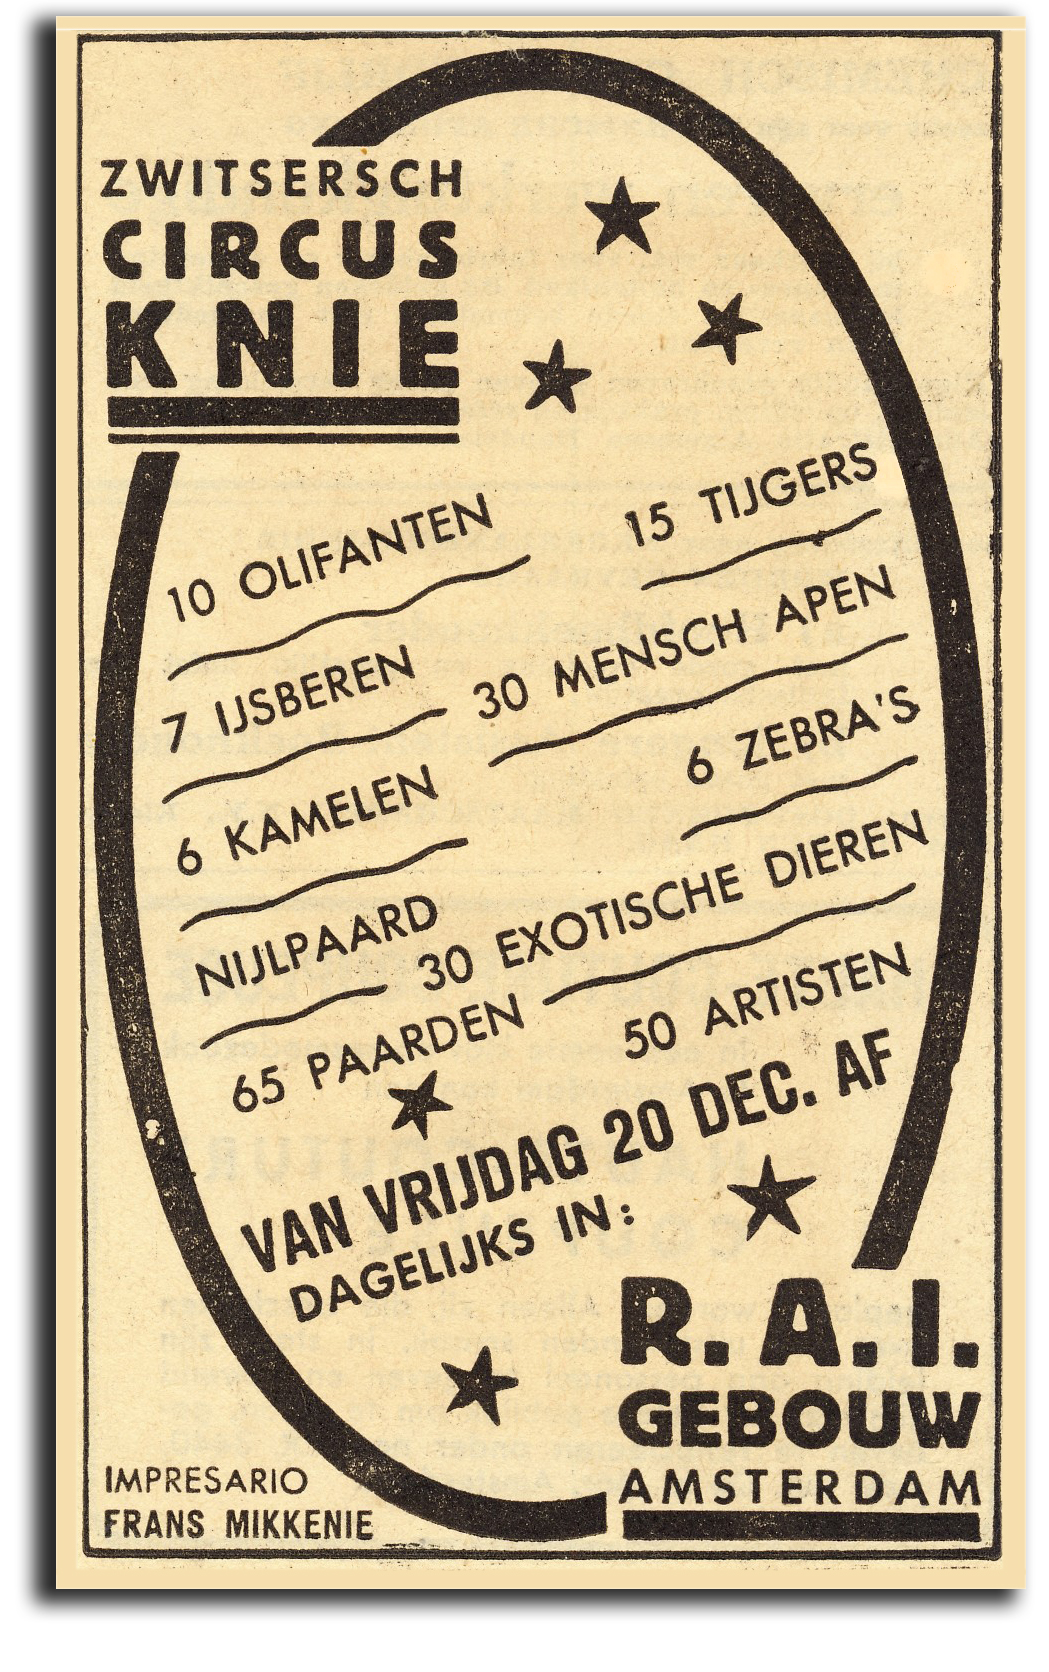 ZWITSERSCH
CIRCUS
KNIE
10 OLIFANTEN
15 TIJGERS
7 IJSBEREN
30 MENSCH APEN
6 KAMELEN
6 ZEBRA'S
NIJLPAARD
30 EXOTISCHE DIEREN
65 PAARDEN
50 ARTISTEN
VAN VRIJDAG 20 DEC. AF
DAGELIJKS IN:
R.A.I.
GEBOUW
AMSTERDAM
IMPRESARIO
FRANS MIKKENIE